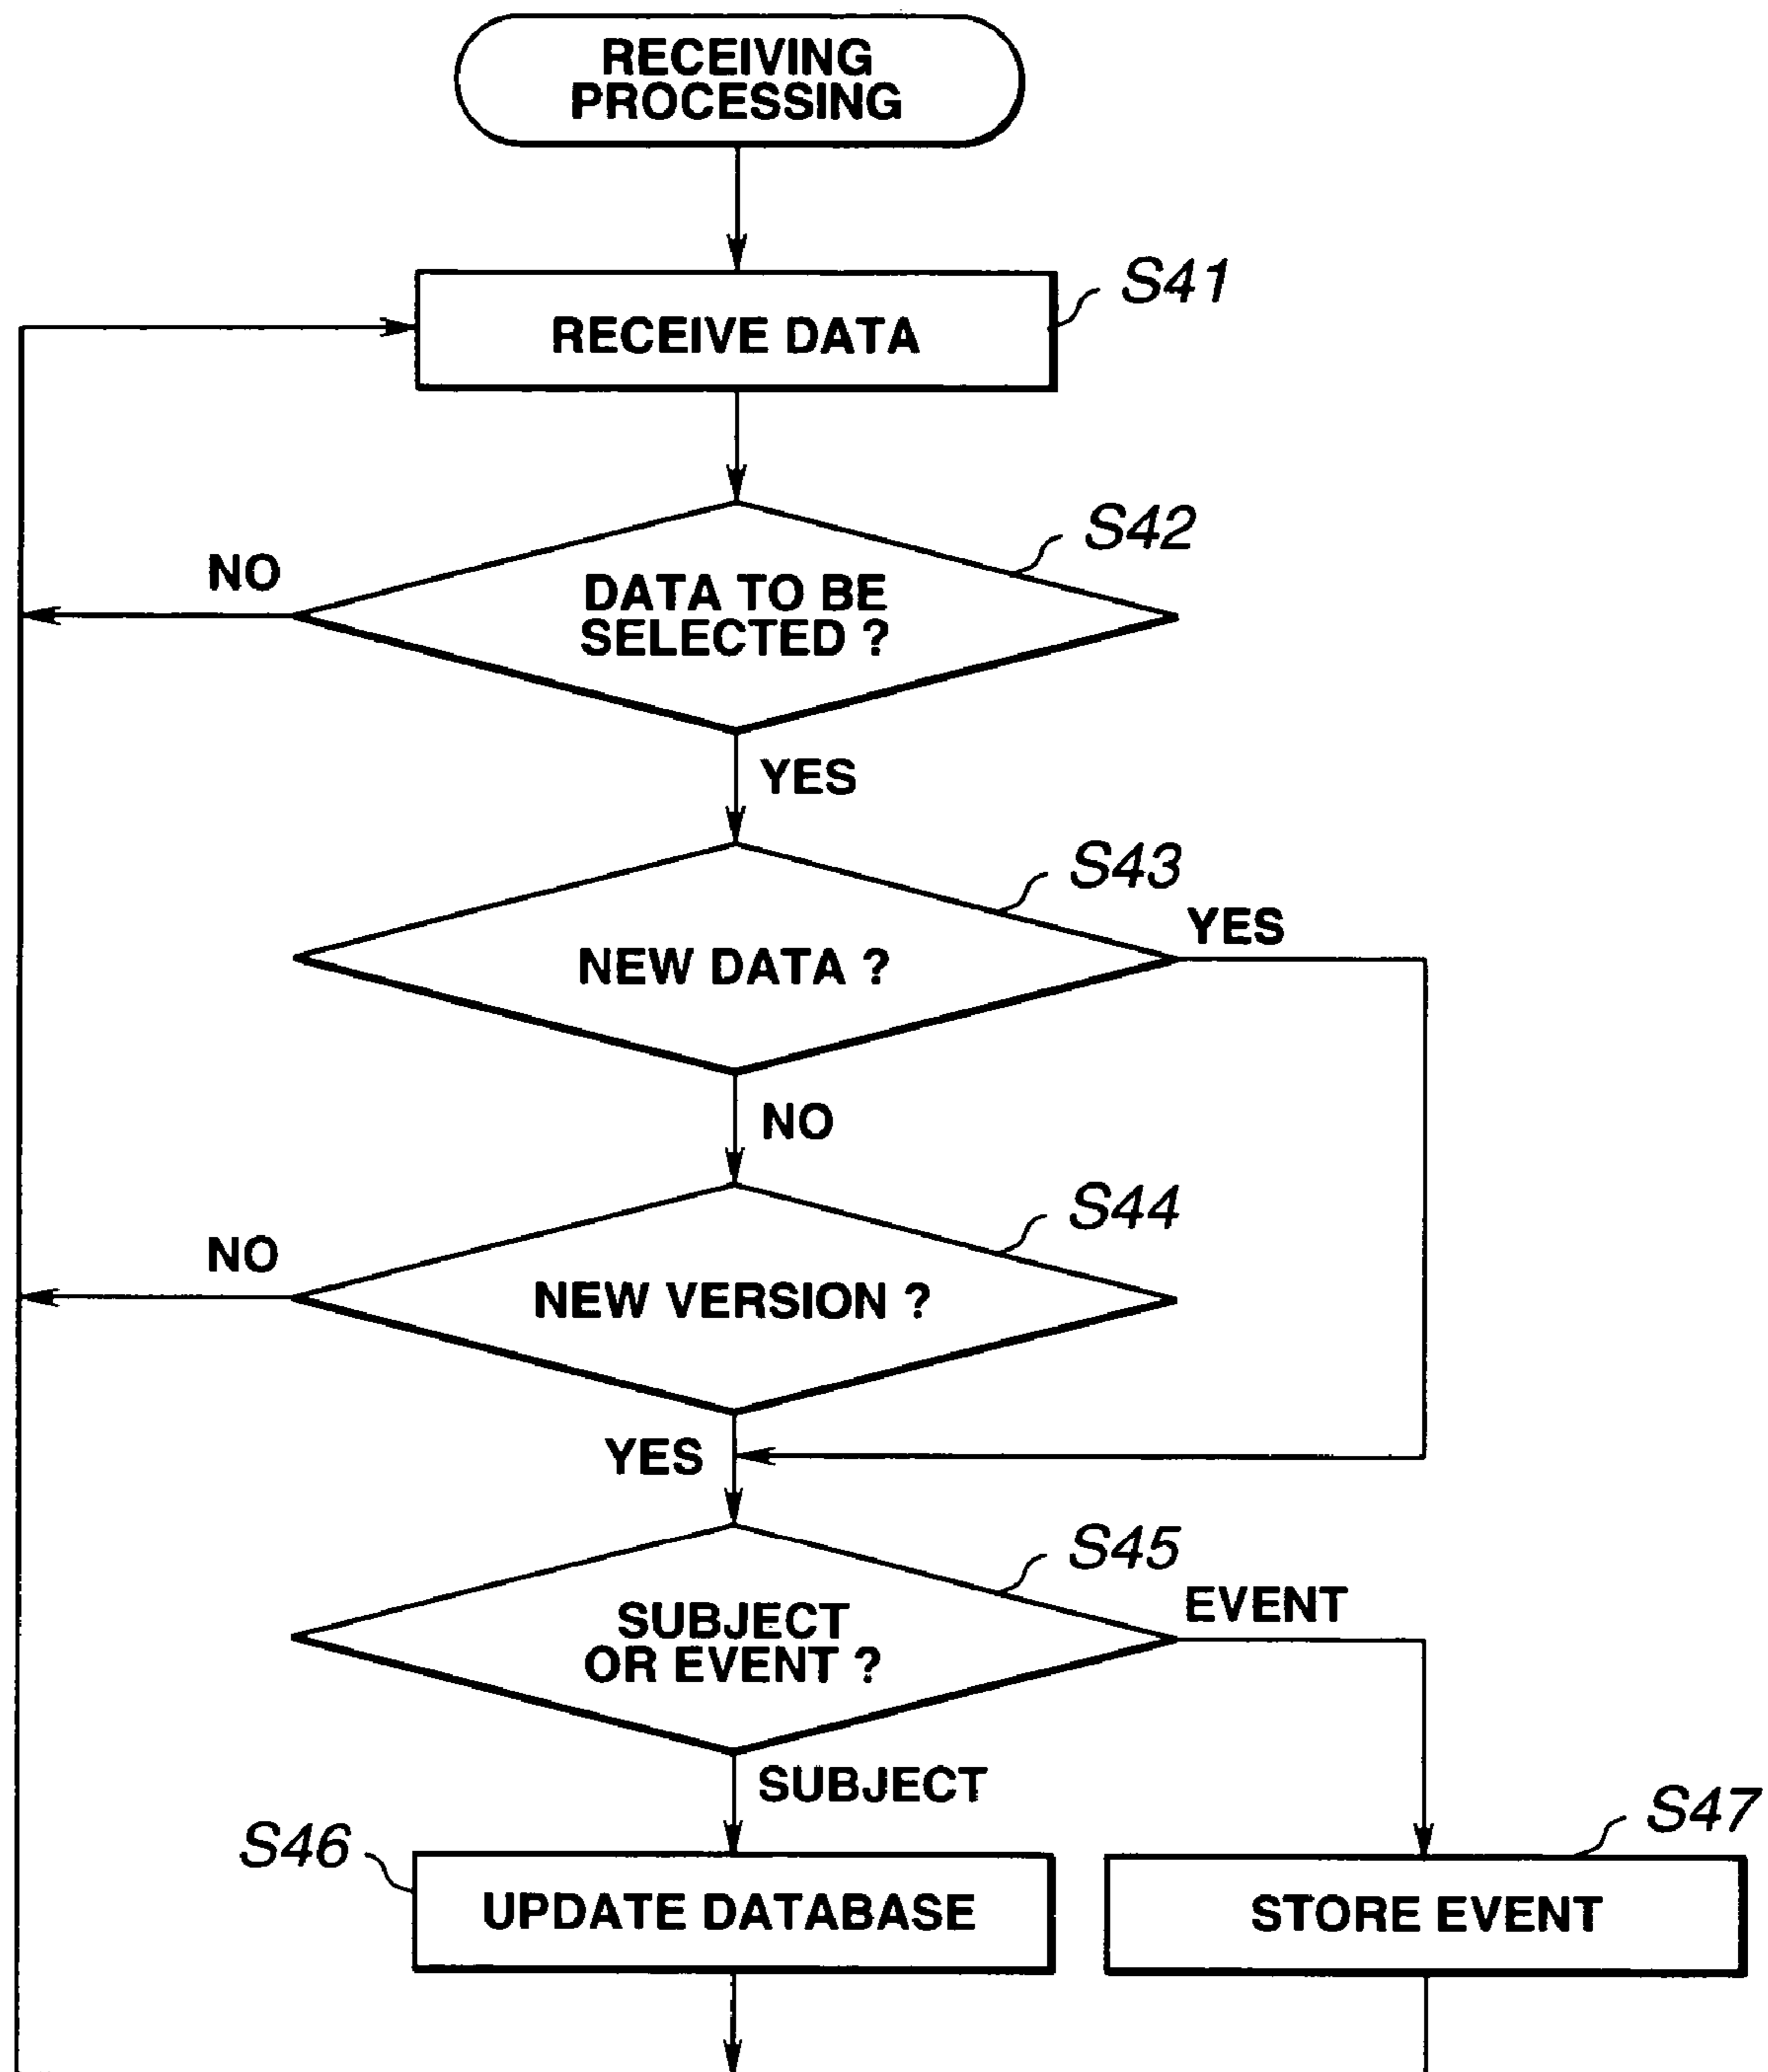 RECEIVING
PROCESSING
S41
RECEIVE DATA
S42
NO
DATA TO BE
SELECTED ?
YES
S43
YES
NEW DATA ?
NO
S44
NO
NEW VERSION ?
YES
S45
EVENT
SUBJECT
OR EVENT ?
SUBJECT
S46
S47
UPDATE DATABASE
STORE EVENT